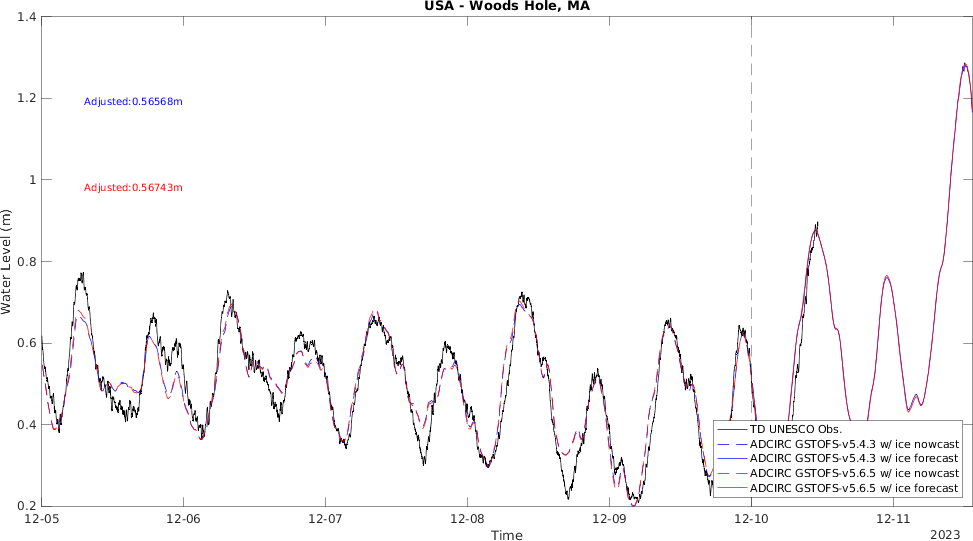 USA - Woods Hole, MA
1.4
1.2
1
0.8
0.6
0.4
0.2
Water Level (m)
Adjusted:0.56568m
Adjusted:0.56743m
TD UNESCO Obs.
ADCIRC GSTOFS-v5.4.3 w/ ice nowcast
ADCIRC GSTOFS-v5.4.3 w/ ice forecast
ADCIRC GSTOFS-v5.6.5 w/ ice nowcast
ADCIRC GSTOFS-v5.6.5 w/ ice forecast
12-05 12-06 12-07 12-08 12-09 12-10 12-11
Time
2023